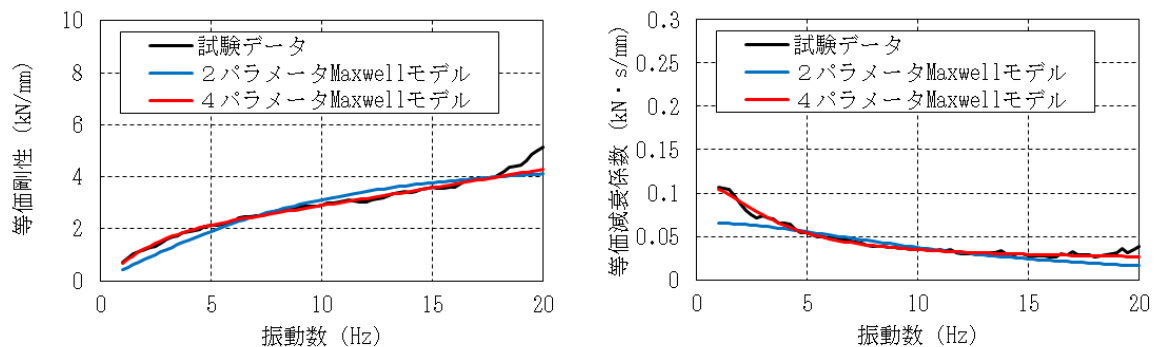 10
8
6
4
2
0
等価剛性 (kN/mm)
試験データ
２パラメータMaxwellモデル
４パラメータMaxwellモデル
0 5 10 15 20
振動数 (Hz)
0.3
0.25
0.2
0.15
0.1
0.05
0
等価減衰係数 (kN・s/mm)
試験データ
２パラメータMaxwellモデル
４パラメータMaxwellモデル
0 5 10 15 20
振動数 (Hz)